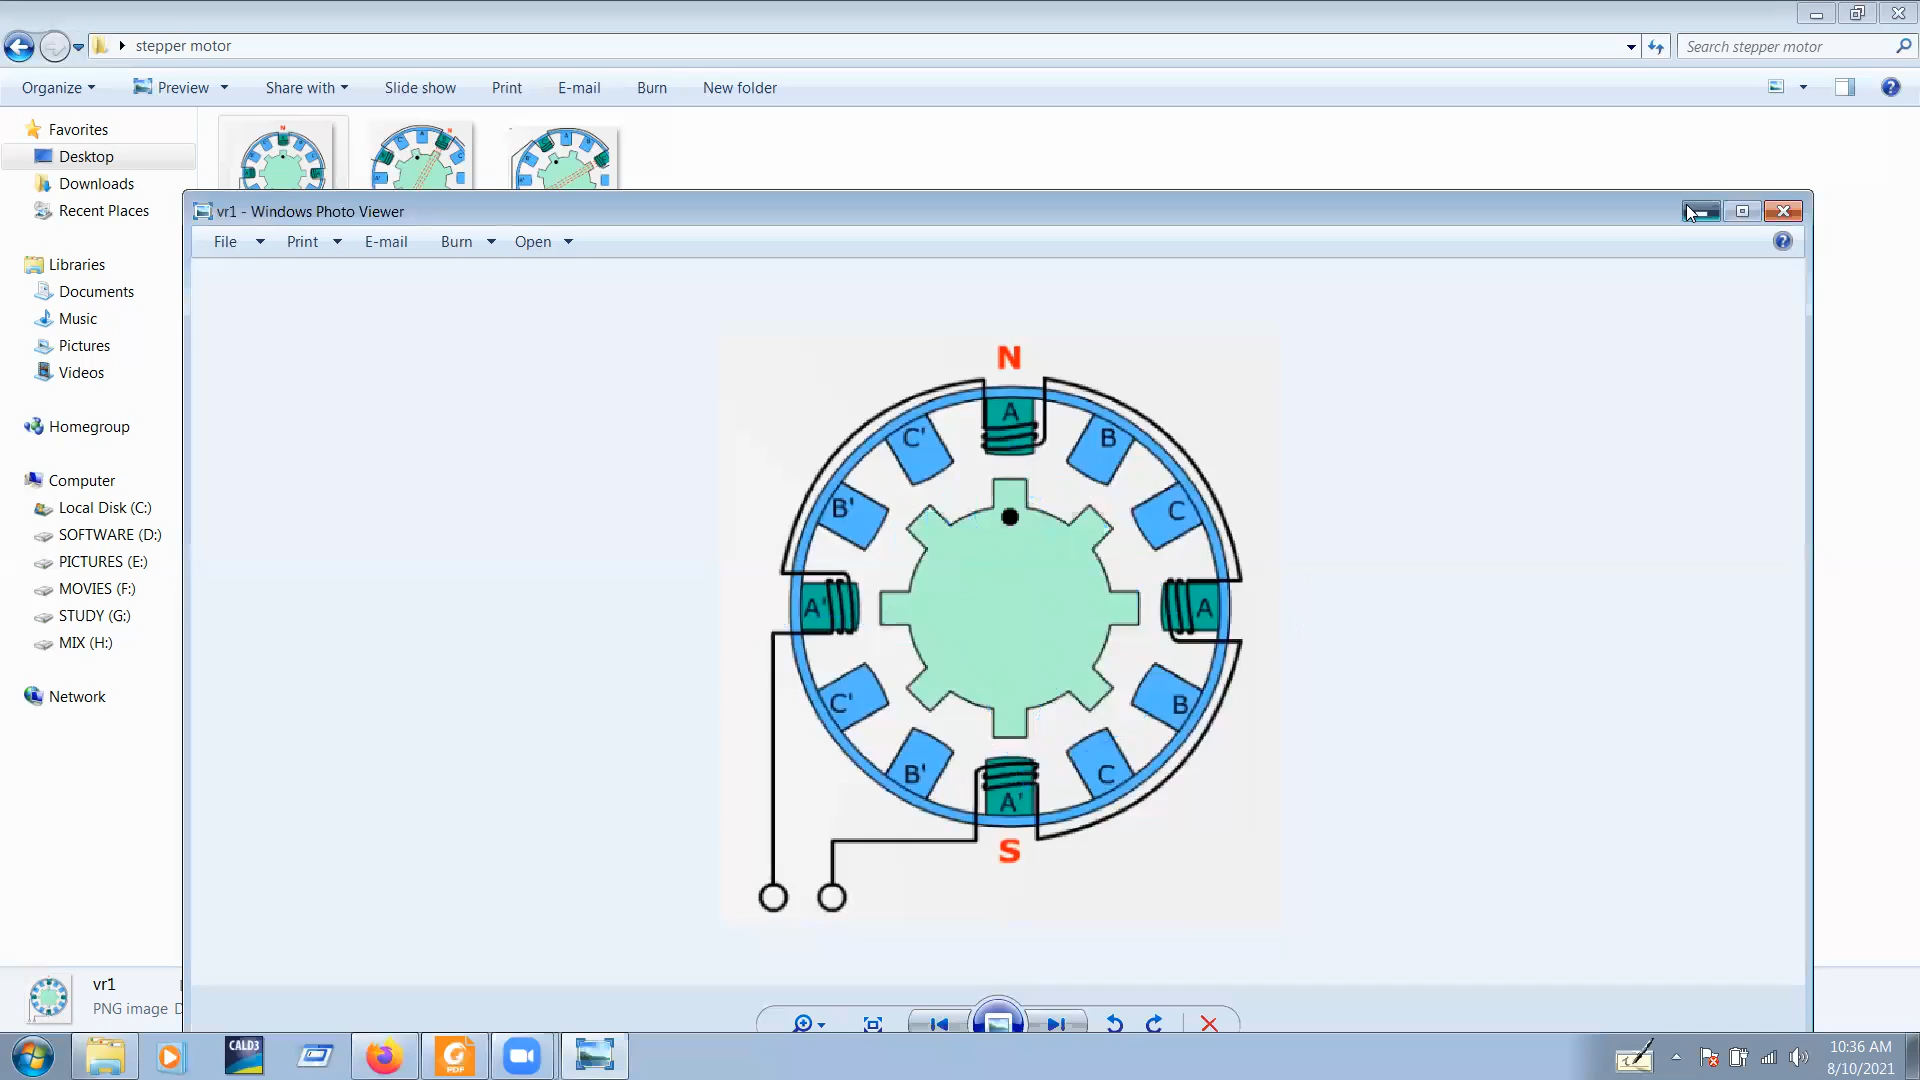 stepper motor
Search stepper motor
Organize
Preview
Share with
Slide show
Print
E-mail
Burn
New folder
Favorites
Desktop
Downloads
Recent Places
Libraries
Documents
Music
Pictures
Videos
Homegroup
Computer
Local Disk (C:)
SOFTWARE (D:)
PICTURES (E:)
MOVIES (F:)
STUDY (G:)
MIX (H:)
Network
vr1 - Windows Photo Viewer
File
Print
E-mail
Burn
Open
N
A
C'
B
B'
C
A'
A
C'
B
B'
C
A'
S
vr1
PNG image
CALD3
PDF
10:36 AM
8/10/2021